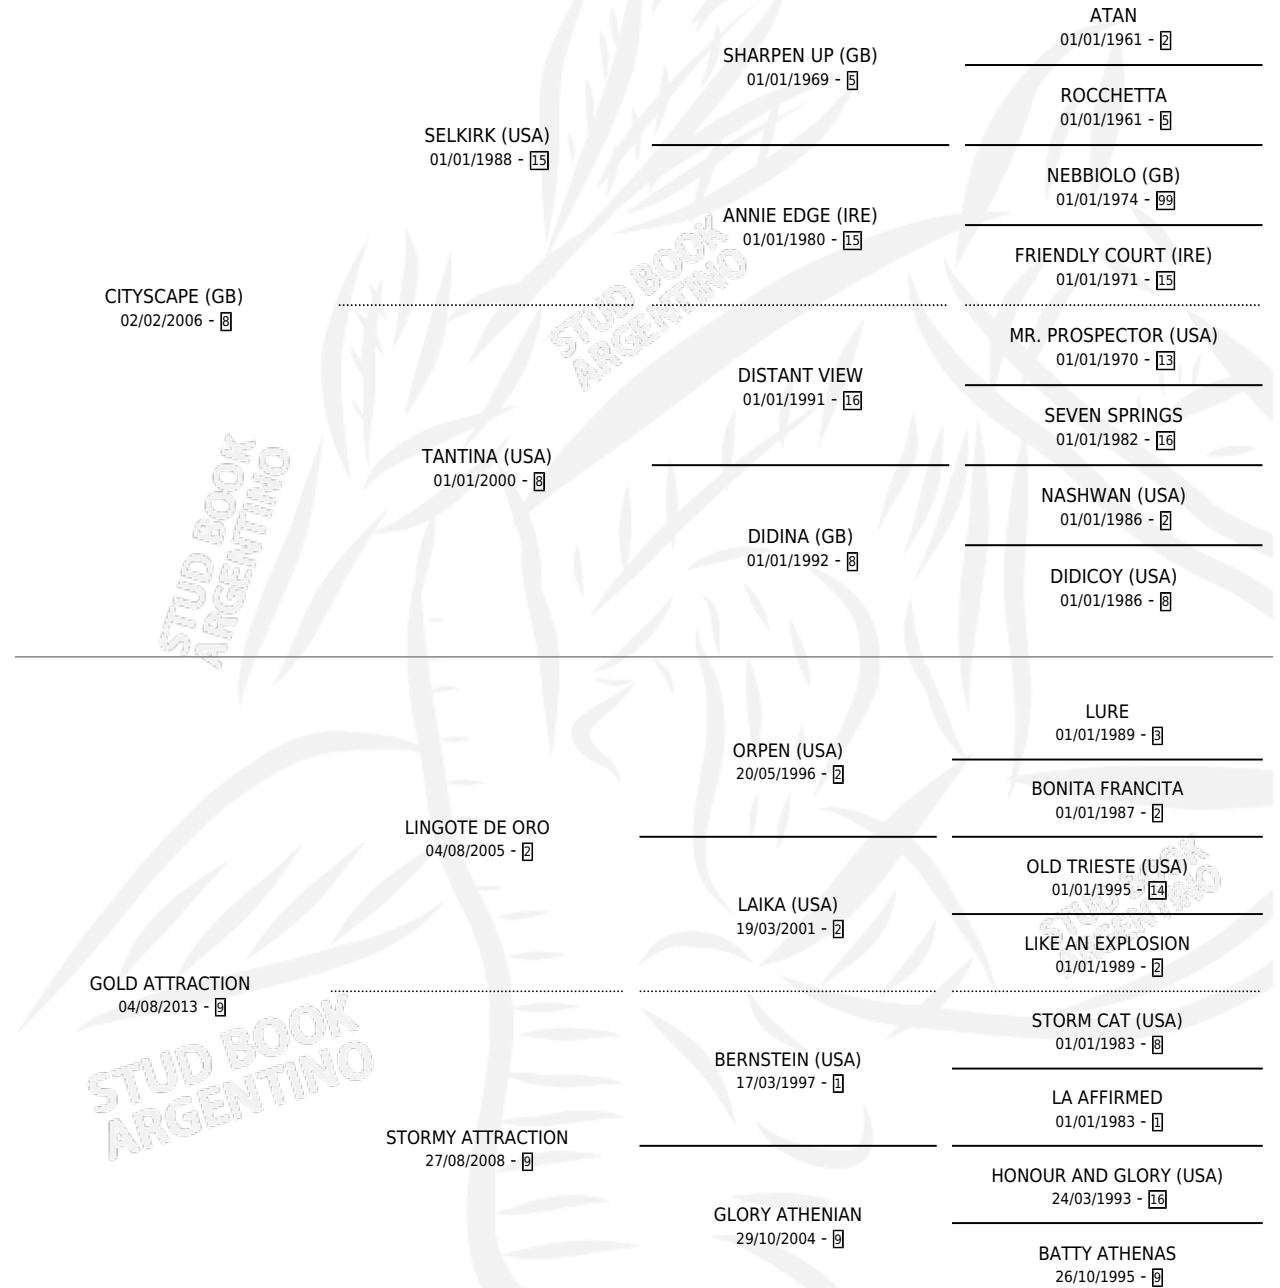 ATAN
01/01/1961 - 2
SHARPEN UP (GB)
01/01/1969 - 5
ROCCHETTA
01/01/1961 - 5
SELKIRK (USA)
01/01/1988 - 15
NEBBIOLO (GB)
01/01/1974 - 99
ANNIE EDGE (IRE)
01/01/1980 - 15
FRIENDLY COURT (IRE)
01/01/1971 - 15
CITYSCAPE (GB)
02/02/2006 - 8
MR. PROSPECTOR (USA)
01/01/1970 - 13
DISTANT VIEW
01/01/1991 - 16
SEVEN SPRINGS
01/01/1982 - 16
TANTINA (USA)
01/01/2000 - 8
NASHWAN (USA)
01/01/1986 - 2
DIDINA (GB)
01/01/1992 - 8
DIDICOY (USA)
01/01/1986 - 8
LURE
01/01/1989 - 3
ORPEN (USA)
20/05/1996 - 2
BONITA FRANCITA
01/01/1987 - 2
LINGOTE DE ORO
04/08/2005 - 2
OLD TRIESTE (USA)
01/01/1995 - 14
LAIKA (USA)
19/03/2001 - 2
LIKE AN EXPLOSION
01/01/1989 - 2
GOLD ATTRACTION
04/08/2013 - 9
STORM CAT (USA)
01/01/1983 - 8
BERNSTEIN (USA)
17/03/1997 - 1
LA AFFIRMED
01/01/1983 - 1
STORMY ATTRACTION
27/08/2008 - 9
HONOUR AND GLORY (USA)
24/03/1993 - 16
GLORY ATHENIAN
29/10/2004 - 9
BATTY ATHENAS
26/10/1995 - 9
STUD BOOK
ARGENTINO
STUD BOOK
ARGENTINO
STUD BOOK
ARGENTINO
STUD BOOK
ARGENTINO